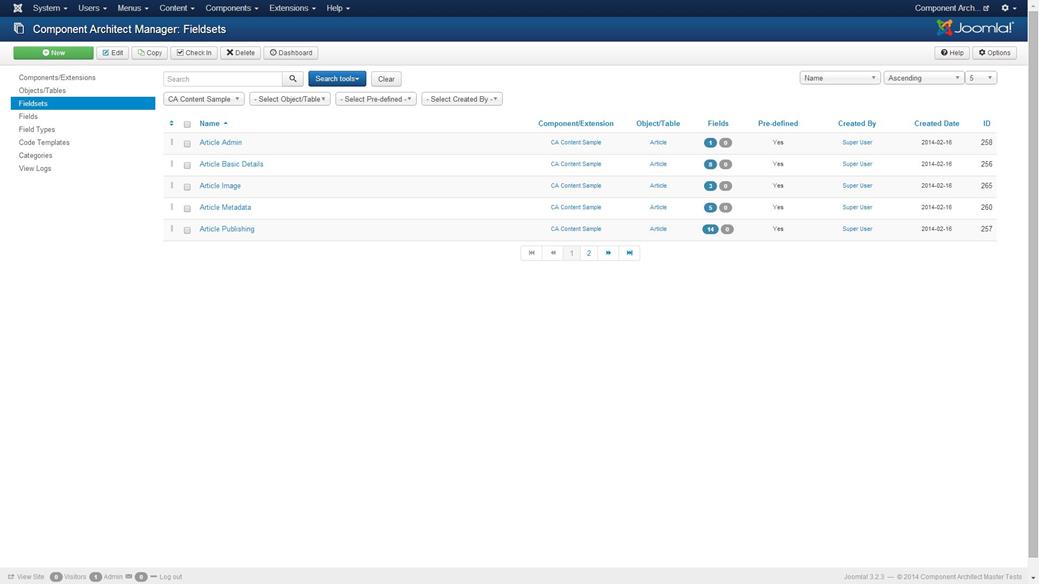 System Users Menus Content Components Extensions Help Component Arch...
Component Architect Manager: Fieldsets Joomla!®
New Edit Copy Check In Delete Dashboard Help Options
Components/Extensions
Objects/Tables
Fieldsets
Fields
Field Types
Code Templates
Categories
View Logs
Search Search tools Clear Name Ascending 5
CA Content Sample - Select Object/Table - Select Pre-defined - - Select Created By -
Name Component/Extension Object/Table Fields Pre-defined Created By Created Date ID
Article Admin CA Content Sample Article 1 0 Yes Super User 2014-02-16 258
Article Basic Details CA Content Sample Article 8 0 Yes Super User 2014-02-16 256
Article Image CA Content Sample Article 3 0 Yes Super User 2014-02-16 265
Article Metadata CA Content Sample Article 5 0 Yes Super User 2014-02-16 260
Article Publishing CA Content Sample Article 14 0 Yes Super User 2014-02-16 257
1 2
View Site 0 Visitors 1 Admin 0 Log out Joomla! 3.2.3 — © 2014 Component Architect Master Tests